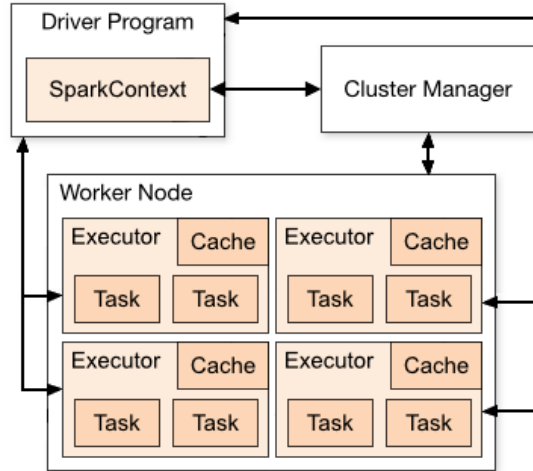 Driver Program
SparkContext
Cluster Manager
Worker Node
Executor
Cache
Task
Task
Executor
Cache
Task
Task
Executor
Cache
Task
Task
Executor
Cache
Task
Task